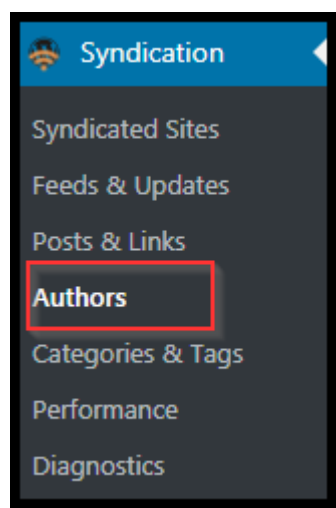 Syndication
Syndicated Sites
Feeds & Updates
Posts & Links
Authors
Categories & Tags
Performance
Diagnostics